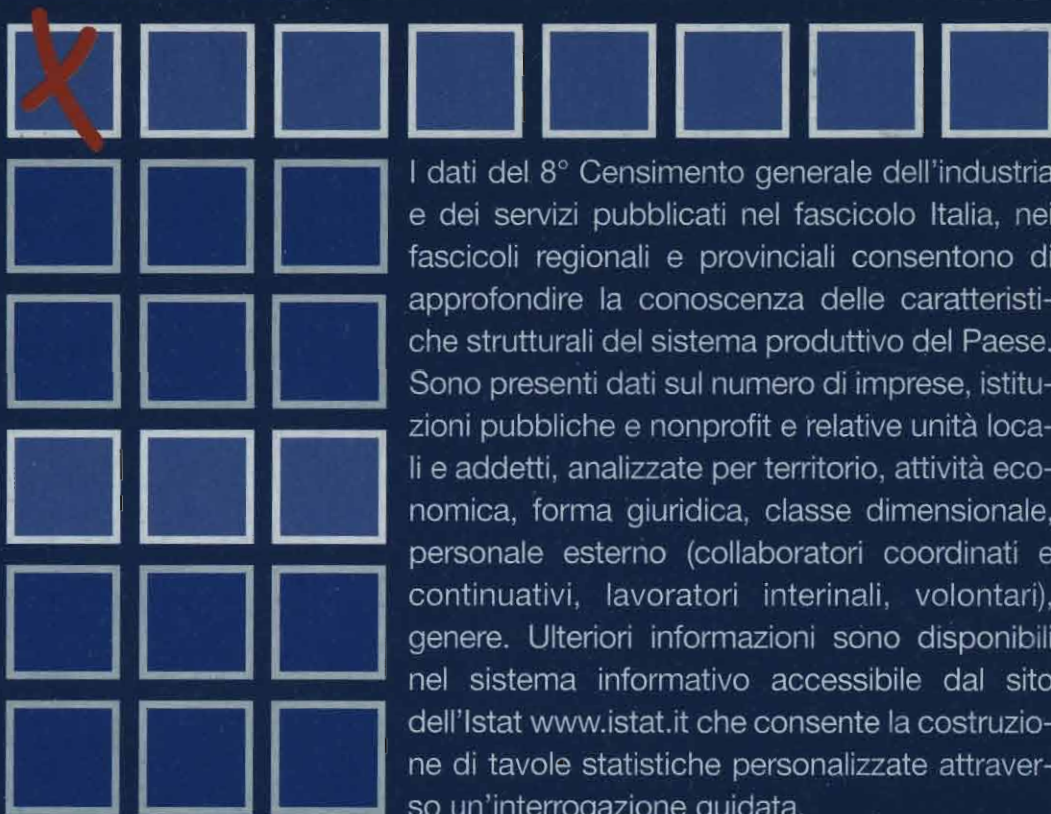 I dati del 8° Censimento generale dell'industria
e dei servizi pubblicati nel fascicolo Italia, nei
fascicoli regionali e provinciali consentono di
approfondire la conoscenza delle caratteristi-
che strutturali del sistema produttivo del Paese.
Sono presenti dati sul numero di imprese, istitu-
zioni pubbliche e nonprofit e relative unità loca-
li e addetti, analizzate per territorio, attività eco-
nomica, forma giuridica, classe dimensionale,
personale esterno (collaboratori coordinati e
continuativi, lavoratori interinali, volontari),
genere. Ulteriori informazioni sono disponibili
nel sistema informativo accessibile dal sito
dell'Istat www.istat.it che consente la costruzio-
ne di tavole statistiche personalizzate attraver-
so un'interrogazione guidata.